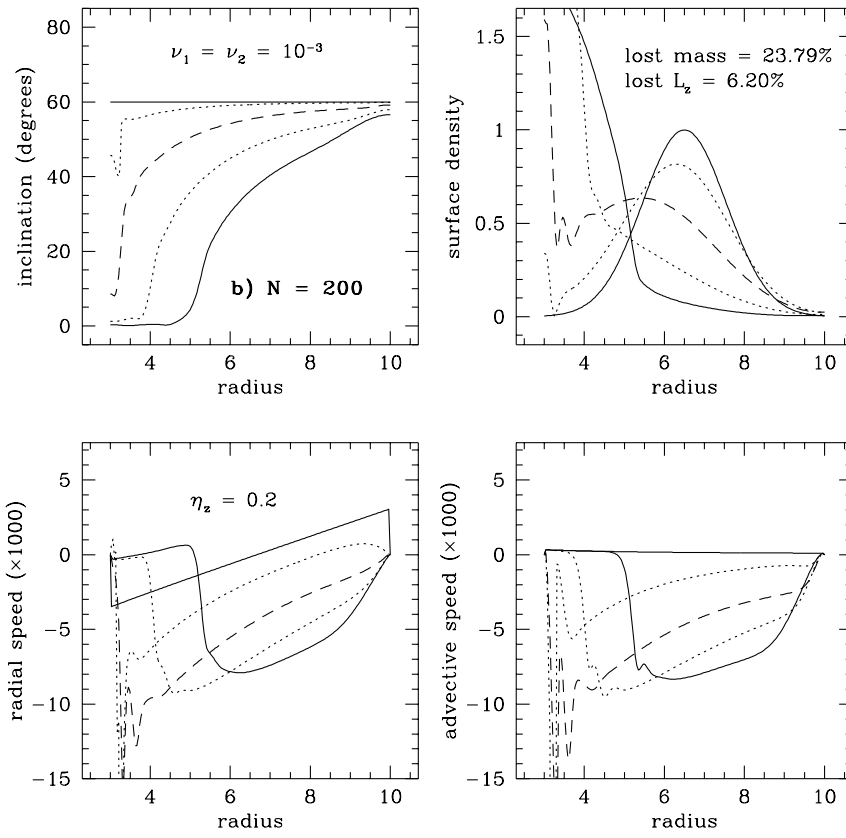 80
60
40
20
0
inclination (degrees)
ν₁ = ν₂ = 10⁻³
b) N = 200
4
6
8
10
radius
1.5
1
0.5
0
surface density
lost mass = 23.79%
lost L_z = 6.20%
4
6
8
10
radius
5
0
−5
−10
−15
radial speed (×1000)
η_z = 0.2
4
6
8
10
radius
5
0
−5
−10
−15
advective speed (×1000)
4
6
8
10
radius